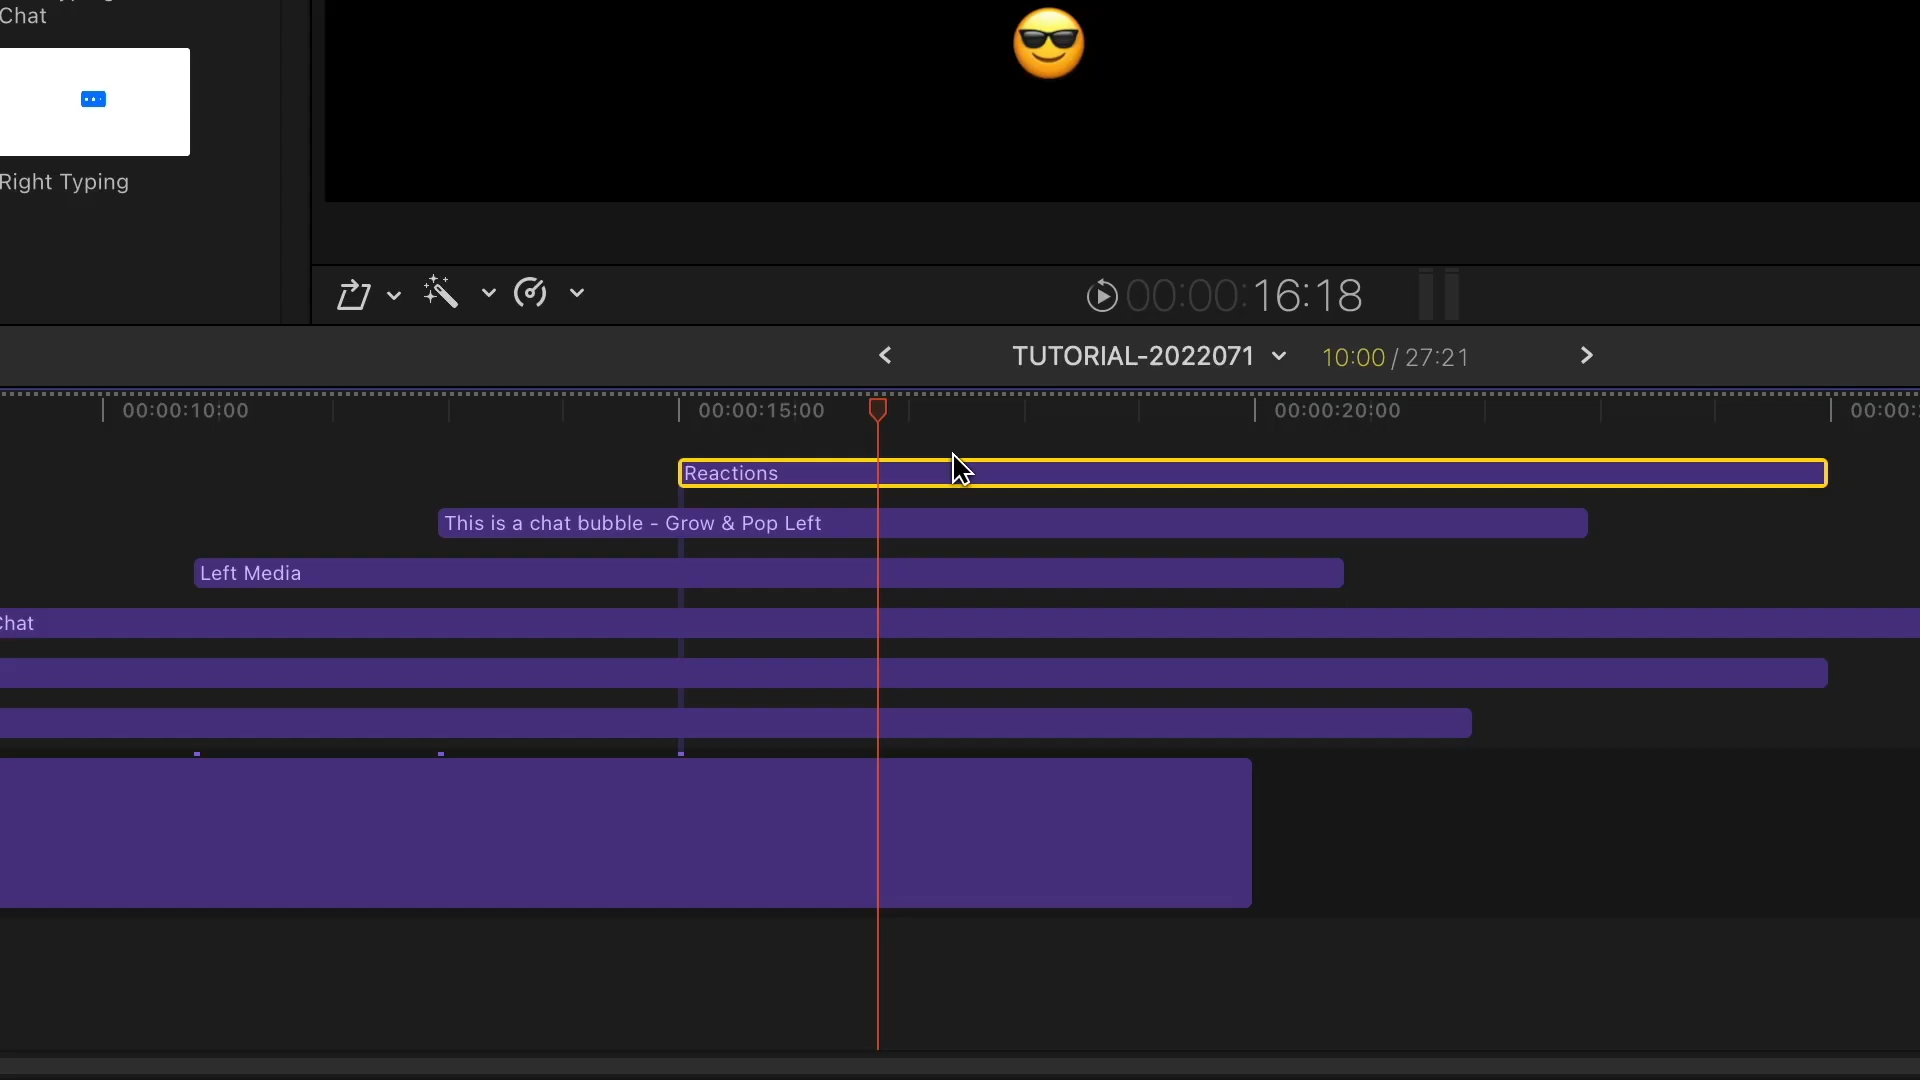 Chat
Right Typing
00:00:16:18
TUTORIAL-2022071
10:00 / 27:21
00:00:10:00
00:00:15:00
00:00:20:00
00:00:
Reactions
This is a chat bubble - Grow & Pop Left
Left Media
Chat